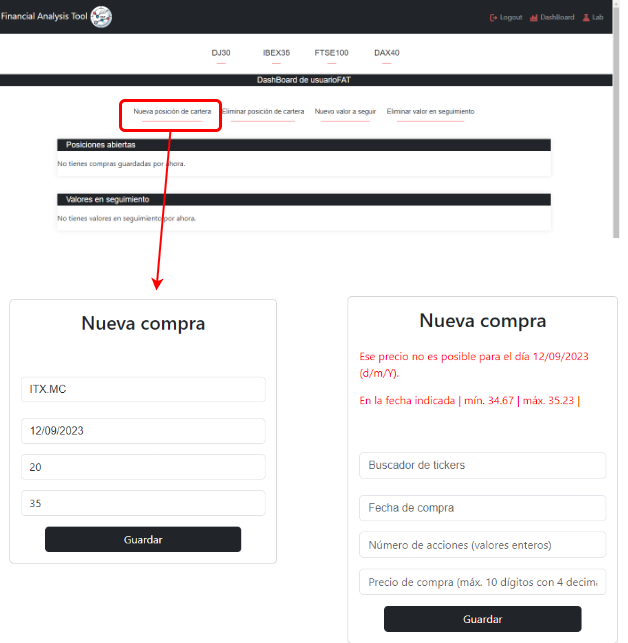 Financial Analysis Tool
Logout DashBoard Lab
DJ30 IBEX35 FTSE100 DAX40
DashBoard de usuarioFAT
Nueva posición de cartera Eliminar posición de cartera Nuevo valor a seguir Eliminar valor en seguimiento
Posiciones abiertas
No tienes compras guardadas por ahora.
Valores en seguimiento
No tienes valores en seguimiento por ahora.
Nueva compra
ITX.MC
12/09/2023
20
35
Guardar
Nueva compra
Ese precio no es posible para el día 12/09/2023
(d/m/Y).
En la fecha indicada | mín. 34.67 | máx. 35.23 |
Buscador de tickers
Fecha de compra
Número de acciones (valores enteros)
Precio de compra (máx. 10 dígitos con 4 decima
Guardar